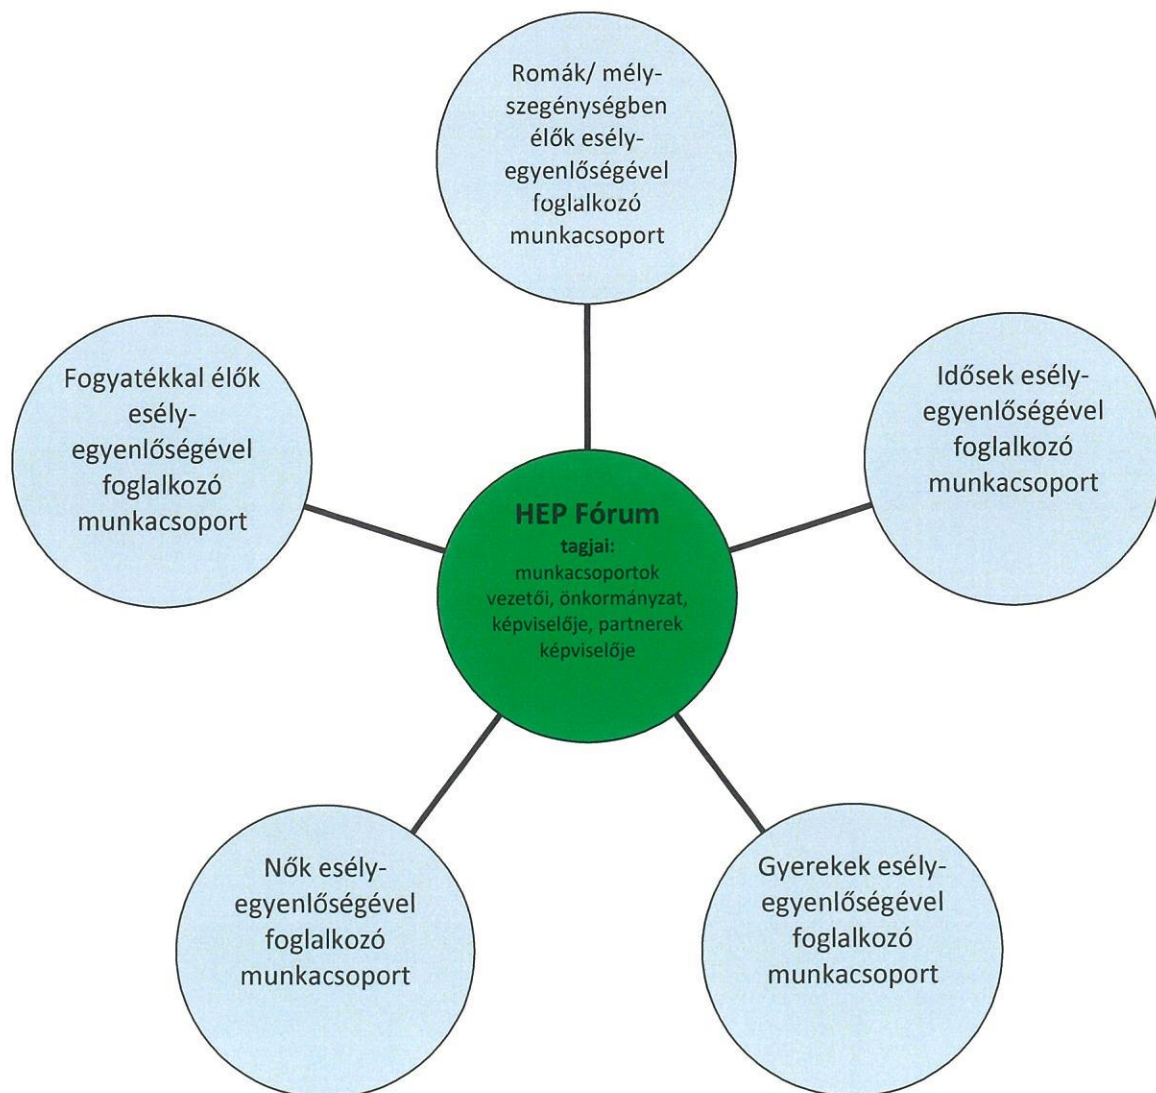 Romák/ mély-
szegénységben
élők esély-
egyenlőségével
foglalkozó
munkacsoport
Fogyatékkal élők
esély-
egyenlőségével
foglalkozó
munkacsoport
Idősek esély-
egyenlőségével
foglalkozó
munkacsoport
HEP Fórum
tagjai:
munkacsoportok
vezetői, önkormányzat,
képviselője, partnerek
képviselője
Nők esély-
egyenlőségével
foglalkozó
munkacsoport
Gyerekek esély-
egyenlőségével
foglalkozó
munkacsoport